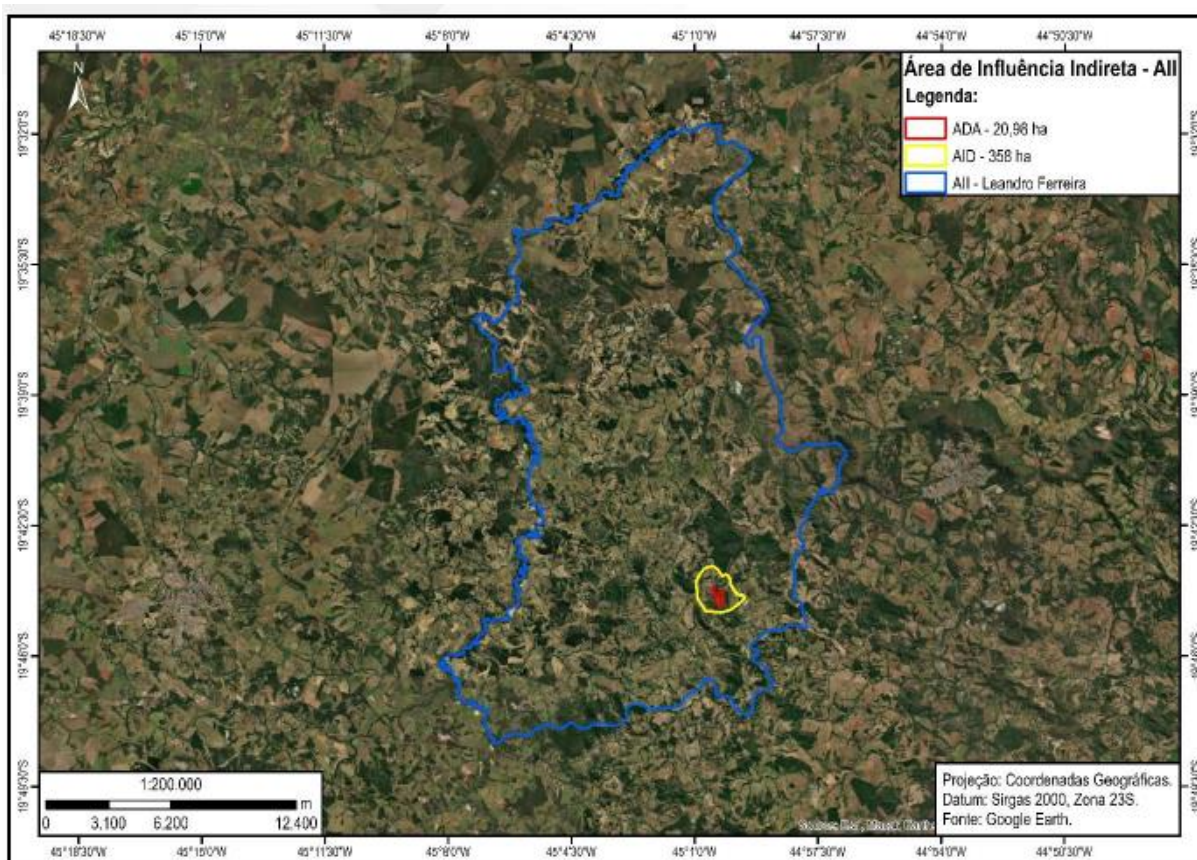 45°18'30"W 45°15'0"W 45°11'30"W 45°8'0"W 45°4'30"W 45°1'0"W 44°57'30"W 44°54'0"W 44°50'30"W
N
Área de Influência Indireta - AII
Legenda:
ADA - 20,98 ha
AID - 358 ha
AII - Leandro Ferreira
19°32'0"S
19°35'30"S
19°39'0"S
19°42'30"S
19°46'0"S
19°49'30"S
1:200.000
m
0 3.100 6.200 12.400
Projeção: Coordenadas Geográficas.
Datum: Sirgas 2000, Zona 23S.
Fonte: Google Earth.
45°18'30"W 45°15'0"W 45°11'30"W 45°8'0"W 45°4'30"W 45°1'0"W 44°57'30"W 44°54'0"W 44°50'30"W